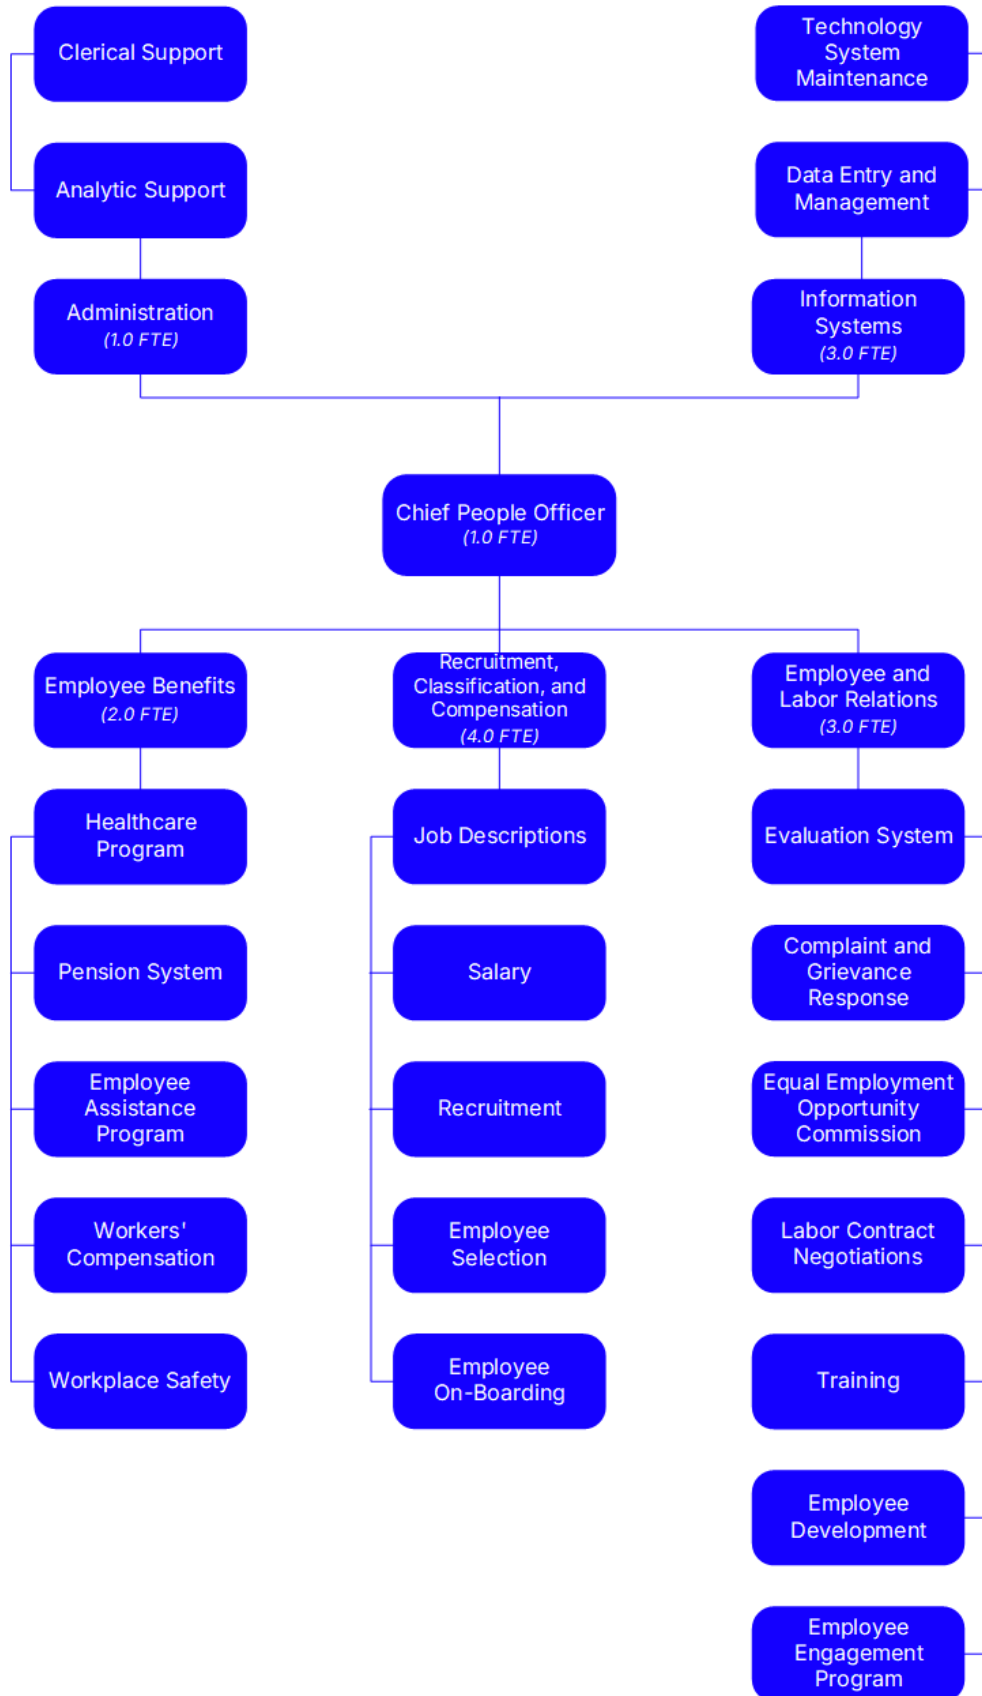 Clerical Support
Technology
System
Maintenance
Analytic Support
Data Entry and
Management
Administration
(1.0 FTE)
Information
Systems
(3.0 FTE)
Chief People Officer
(1.0 FTE)
Employee Benefits
(2.0 FTE)
Recruitment,
Classification, and
Compensation
(4.0 FTE)
Employee and
Labor Relations
(3.0 FTE)
Healthcare
Program
Job Descriptions
Evaluation System
Pension System
Salary
Complaint and
Grievance
Response
Employee
Assistance
Program
Recruitment
Equal Employment
Opportunity
Commission
Workers'
Compensation
Employee
Selection
Labor Contract
Negotiations
Workplace Safety
Employee
On-Boarding
Training
Employee
Development
Employee
Engagement
Program